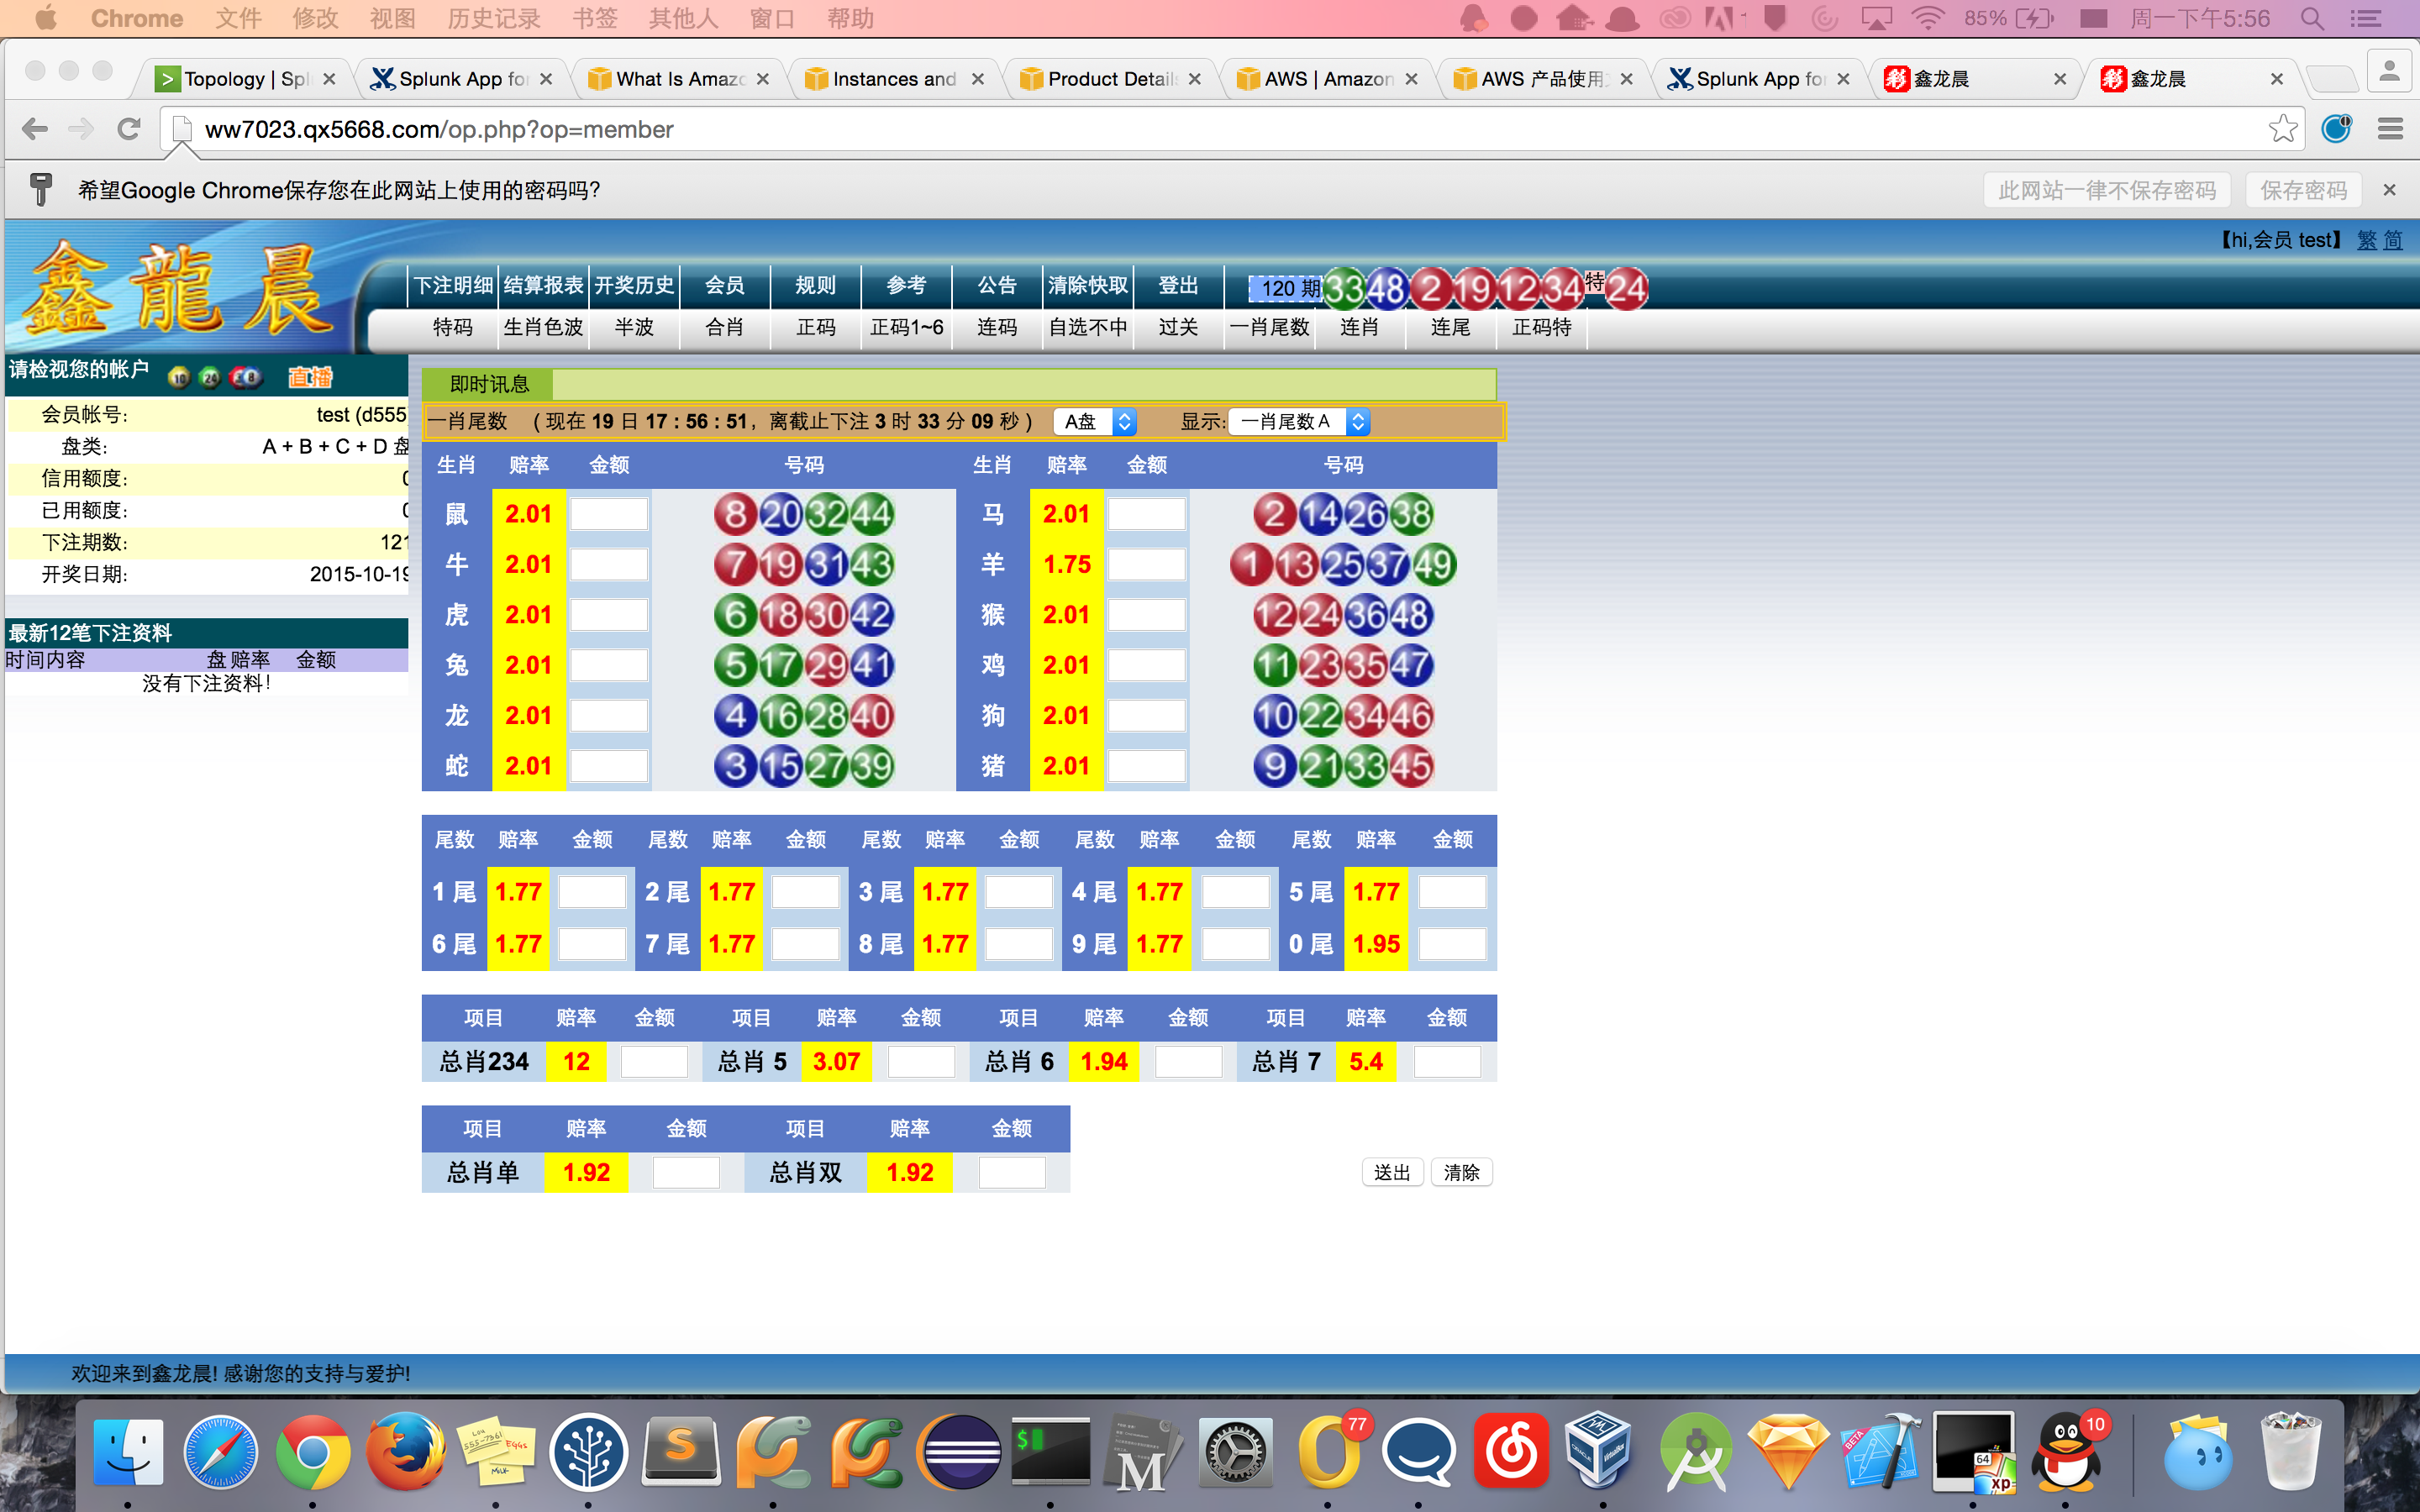 Chrome 文件 修改 视图 历史记录 书签 其他人 窗口 帮助 85% 周一下午5:56
Topology | Spl Splunk App for What Is Amazo Instances and Product Details AWS | Amazon AWS 产品使用 Splunk App for 鑫龙晨 鑫龙晨
ww7023.qx5668.com/op.php?op=member
希望Google Chrome保存您在此网站上使用的密码吗? 此网站一律不保存密码 保存密码
【hi,会员 test】 繁 简
鑫龍晨
下注明细 结算报表 开奖历史 会员 规则 参考 公告 清除快取 登出 120 期 33 48 2 19 12 34 特 24
特码 生肖色波 半波 合肖 正码 正码1~6 连码 自选不中 过关 一肖尾数 连肖 连尾 正码特
请检视您的帐户 10 24 8 直播
会员帐号: test (d555
盘类: A + B + C + D 盘
信用额度: 0
已用额度: 0
下注期数: 121
开奖日期: 2015-10-19
最新12笔下注资料
时间内容 盘 赔率 金额
没有下注资料!
即时讯息
一肖尾数 ( 现在 19 日 17 : 56 : 51, 离截止下注 3 时 33 分 09 秒 ) A盘 显示: 一肖尾数 A
生肖 赔率 金额 号码 生肖 赔率 金额 号码
鼠 2.01 8 20 32 44 马 2.01 2 14 26 38
牛 2.01 7 19 31 43 羊 1.75 1 13 25 37 49
虎 2.01 6 18 30 42 猴 2.01 12 24 36 48
兔 2.01 5 17 29 41 鸡 2.01 11 23 35 47
龙 2.01 4 16 28 40 狗 2.01 10 22 34 46
蛇 2.01 3 15 27 39 猪 2.01 9 21 33 45
尾数 赔率 金额 尾数 赔率 金额 尾数 赔率 金额 尾数 赔率 金额 尾数 赔率 金额
1 尾 1.77 2 尾 1.77 3 尾 1.77 4 尾 1.77 5 尾 1.77
6 尾 1.77 7 尾 1.77 8 尾 1.77 9 尾 1.77 0 尾 1.95
项目 赔率 金额 项目 赔率 金额 项目 赔率 金额 项目 赔率 金额
总肖234 12 总肖 5 3.07 总肖 6 1.94 总肖 7 5.4
项目 赔率 金额 项目 赔率 金额
总肖单 1.92 总肖双 1.92 送出 清除
欢迎来到鑫龙晨! 感谢您的支持与爱护!
77 10
BETA 64 xp